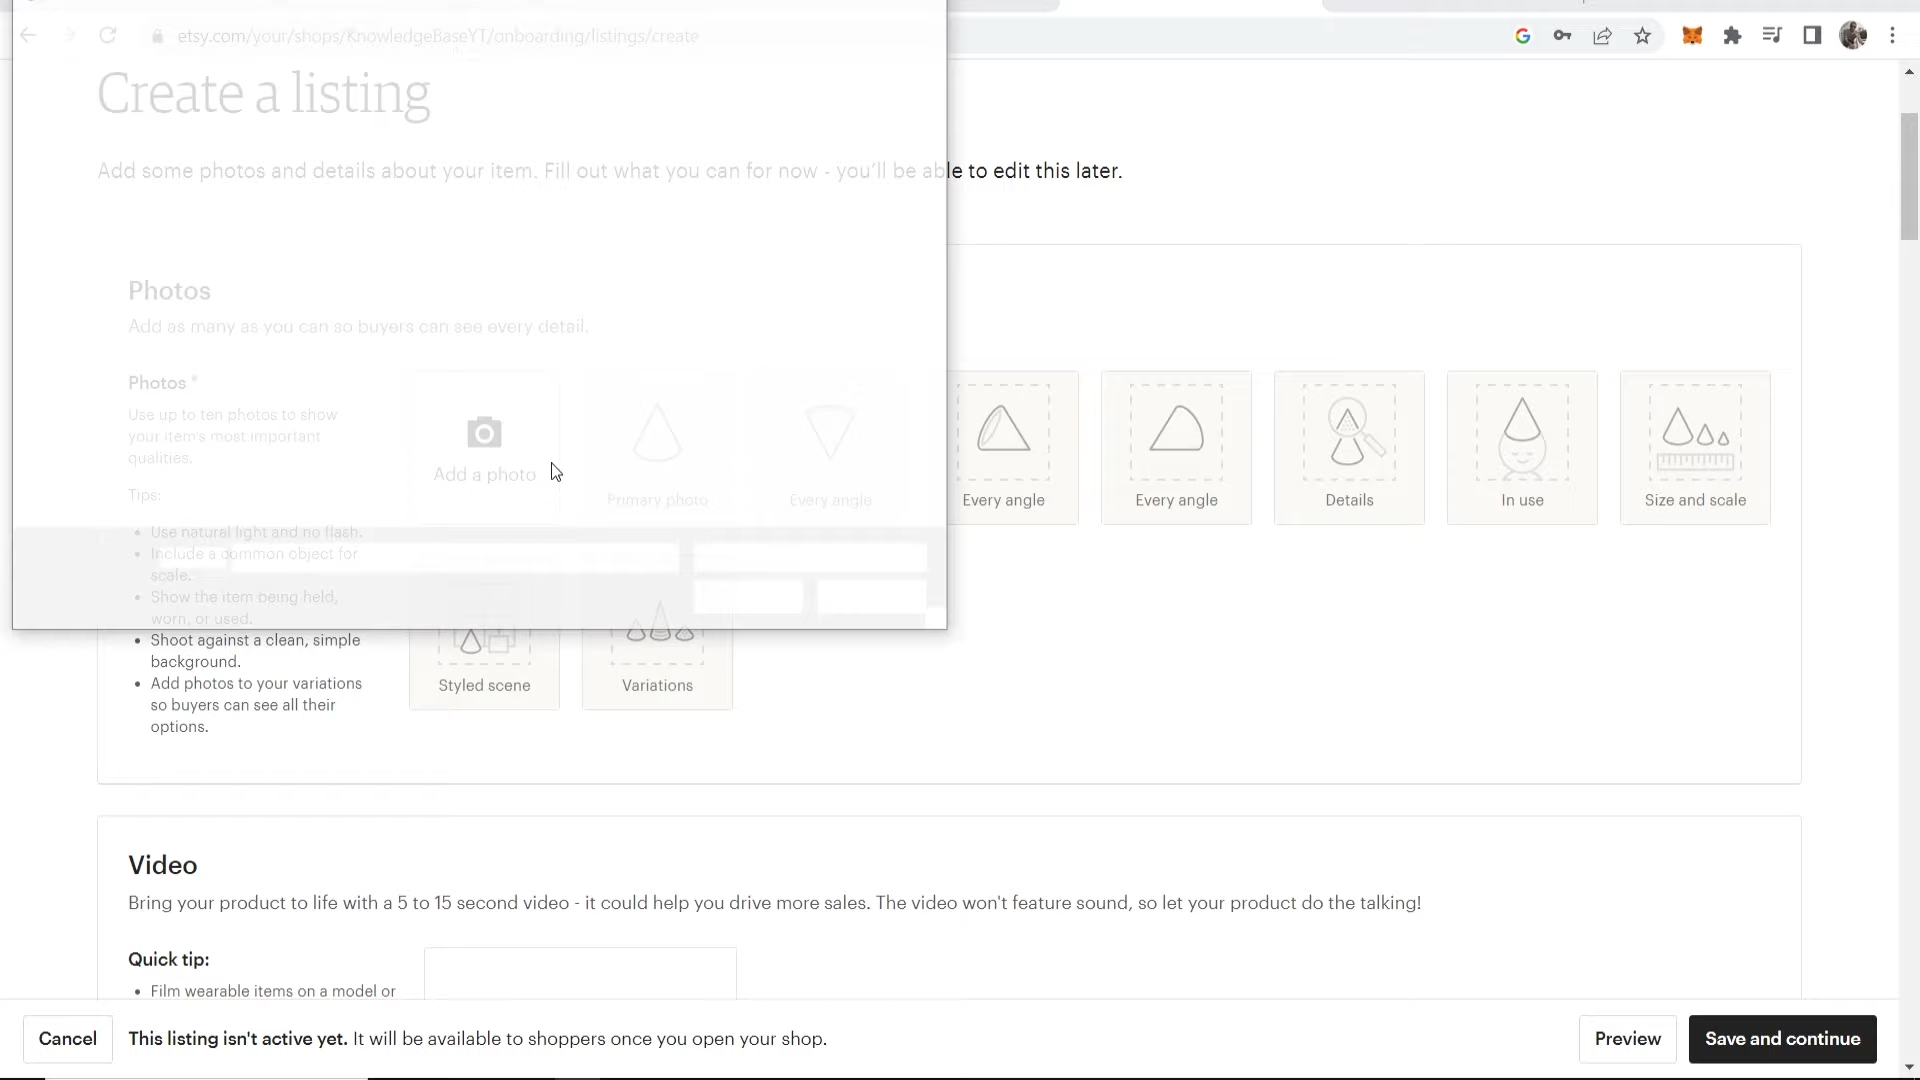 etsy.com/your/shops/KnowledgeBaseYT/onboarding/listings/create
Create a listing
Add some photos and details about your item. Fill out what you can for now - you'll be able to edit this later.
Photos
Add as many as you can so buyers can see every detail.
Photos *
Use up to ten photos to show
your item's most important
qualities.
Tips:
• Use natural light and no flash.
• Include a common object for
scale.
• Show the item being held,
worn, or used.
• Shoot against a clean, simple
background.
• Add photos to your variations
so buyers can see all their
options.
Add a photo
Primary photo
Every angle
Every angle
Every angle
Details
In use
Size and scale
Styled scene
Variations
Video
Bring your product to life with a 5 to 15 second video - it could help you drive more sales. The video won't feature sound, so let your product do the talking!
Quick tip:
• Film wearable items on a model or
Cancel
This listing isn't active yet. It will be available to shoppers once you open your shop.
Preview
Save and continue